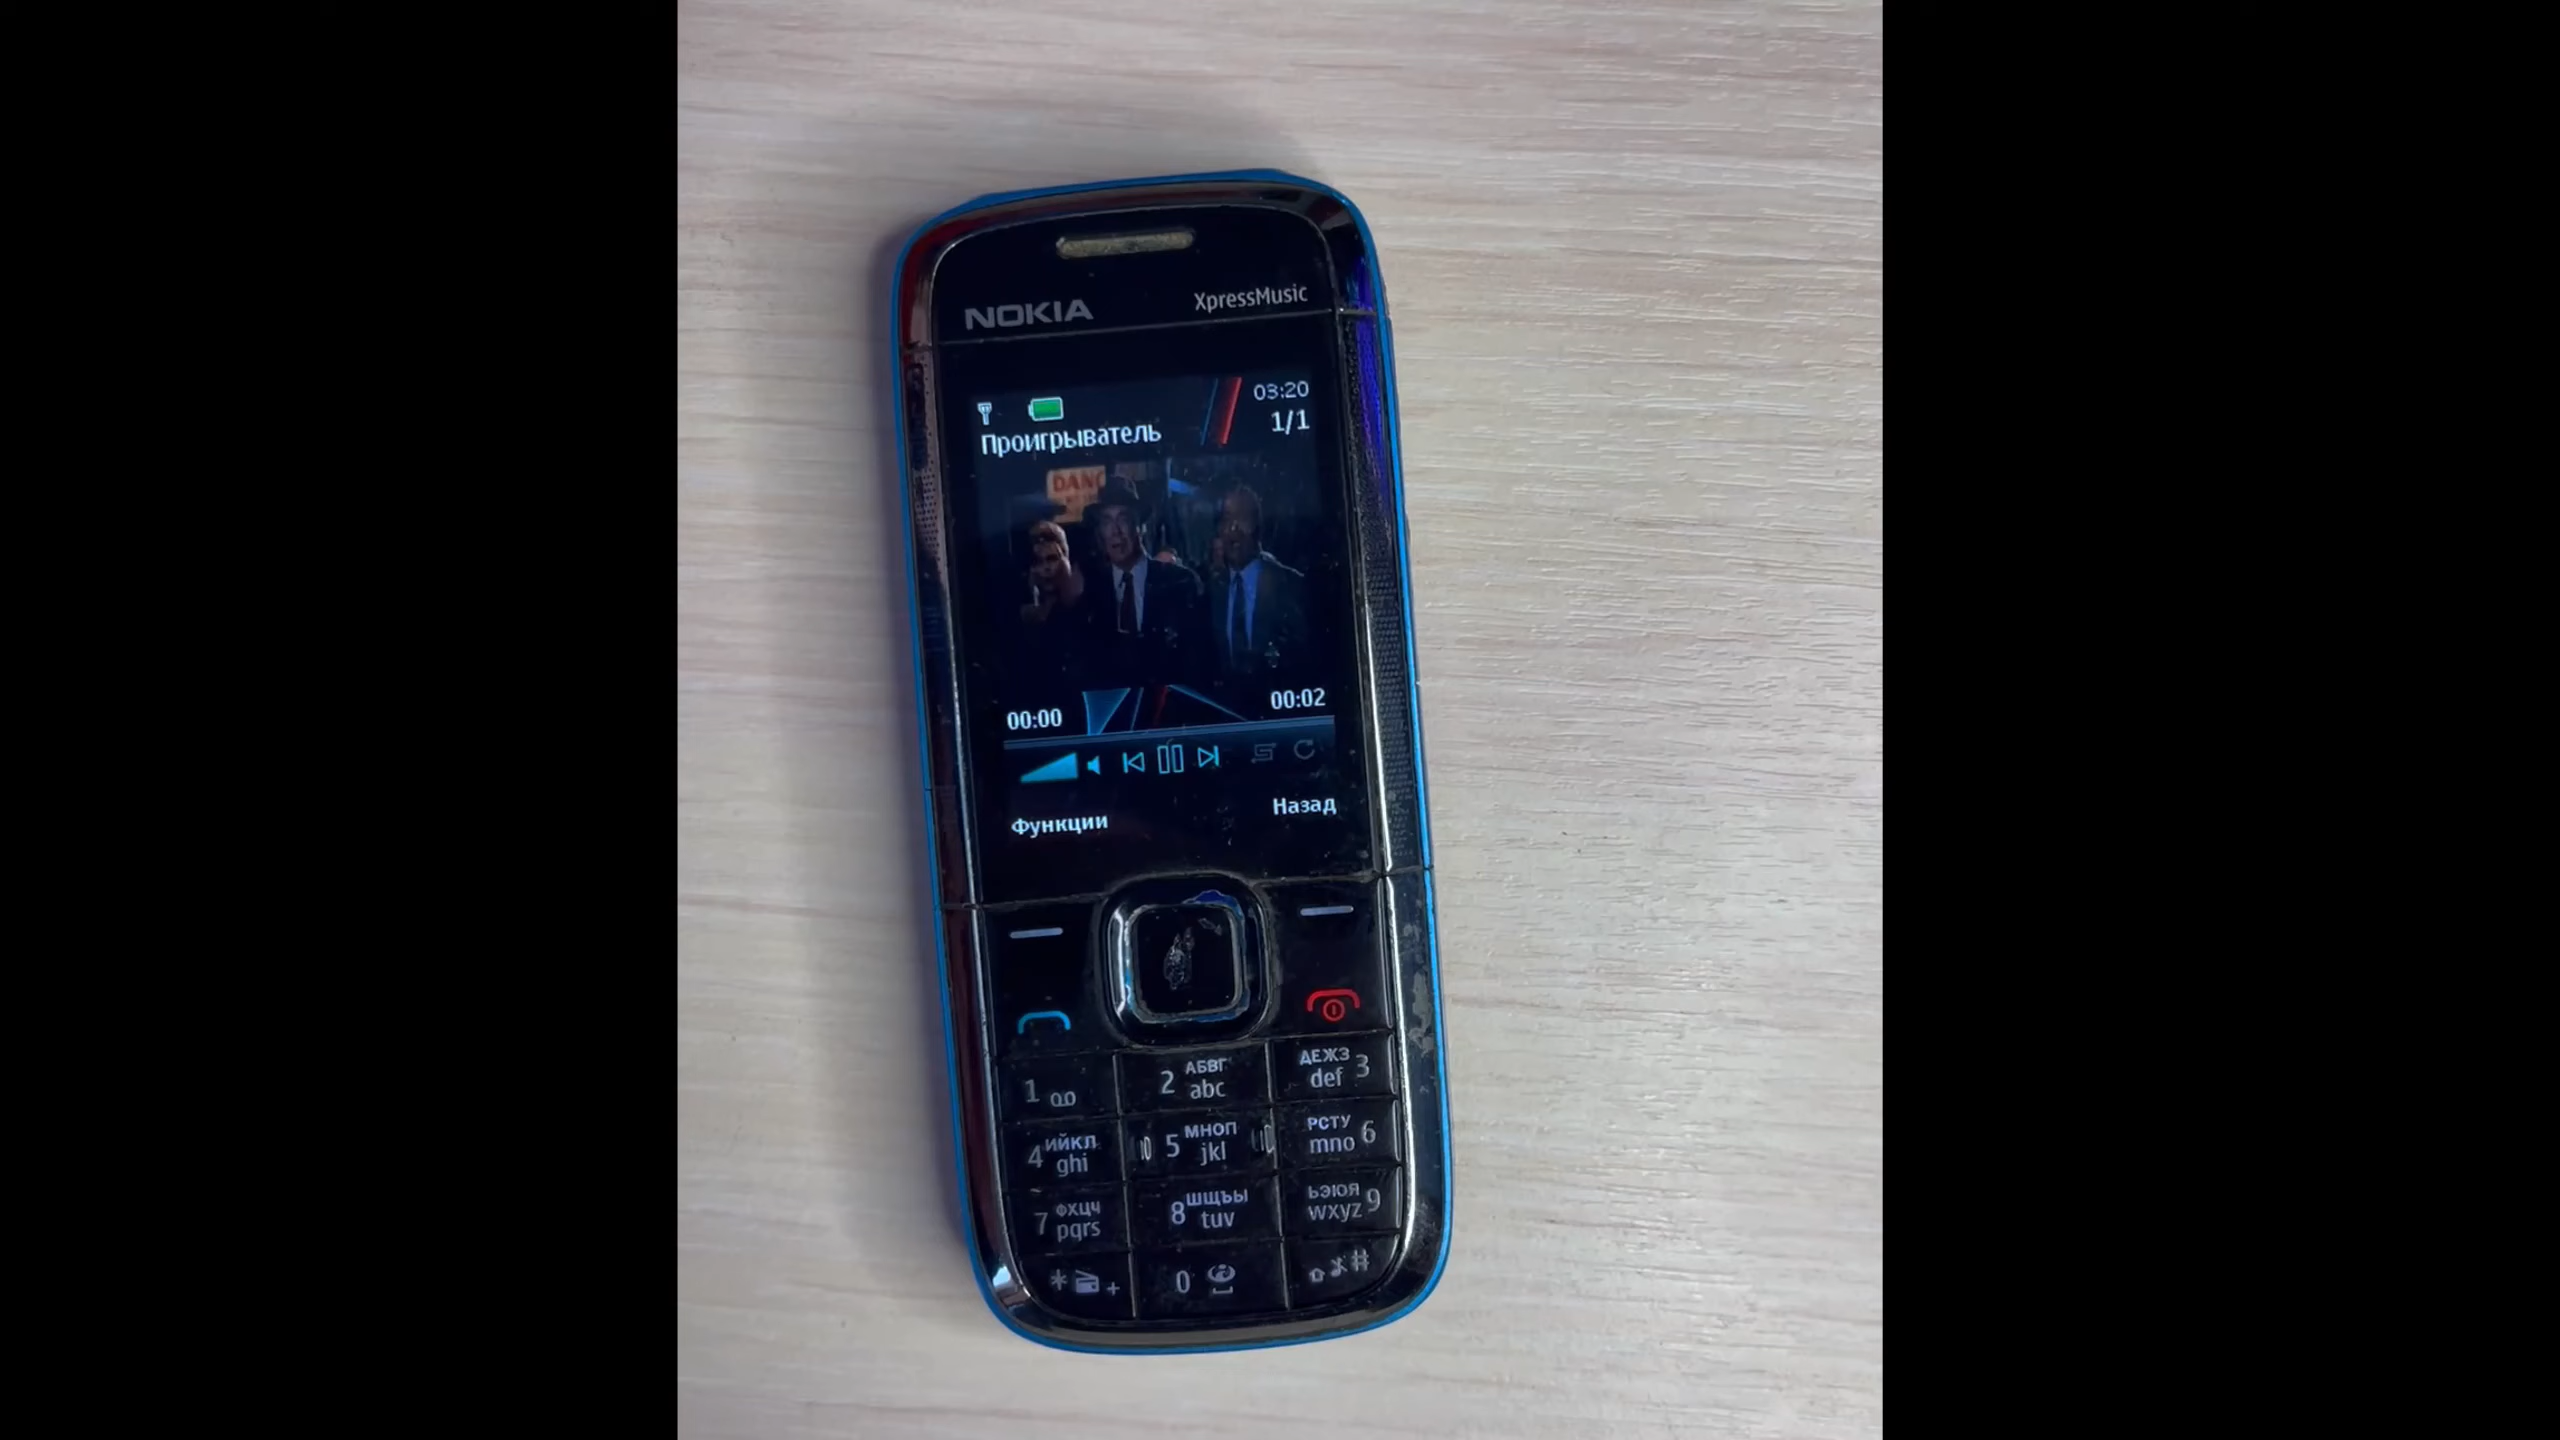 NOKIA XpressMusic
03:20
Проигрыватель 1/1
DANG
00:00 00:02
Функции Назад
1 2 АБВГ abc ДЕЖЗ def 3
4 ИЙКЛ ghi 5 МНОП jkl РСТУ mno 6
7 ФХЦЧ pqrs 8 ШЩЪЫ tuv ЬЭЮЯ wxyz 9
* + 0 #